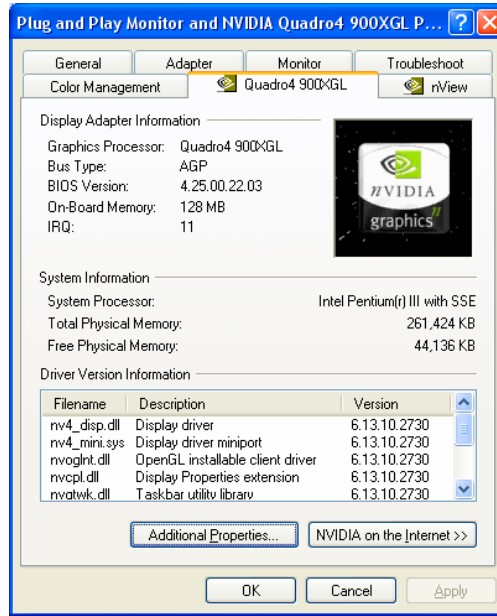 Plug and Play Monitor and NVIDIA Quadro4 900XGL P...
General Adapter Monitor Troubleshoot
Color Management Quadro4 900XGL nView
Display Adapter Information
Graphics Processor: Quadro4 900XGL
Bus Type: AGP
BIOS Version: 4.25.00.22.03
On-Board Memory: 128 MB
IRQ: 11
nVIDIA
graphics
System Information
System Processor: Intel Pentium(r) III with SSE
Total Physical Memory: 261,424 KB
Free Physical Memory: 44,136 KB
Driver Version Information
Filename Description Version
nv4_disp.dll Display driver 6.13.10.2730
nv4_mini.sys Display driver miniport 6.13.10.2730
nvoglnt.dll OpenGL installable client driver 6.13.10.2730
nvcpl.dll Display Properties extension 6.13.10.2730
nvqtwk.dll Taskbar utility library 6.13.10.2730
Additional Properties... NVIDIA on the Internet >>
OK Cancel Apply